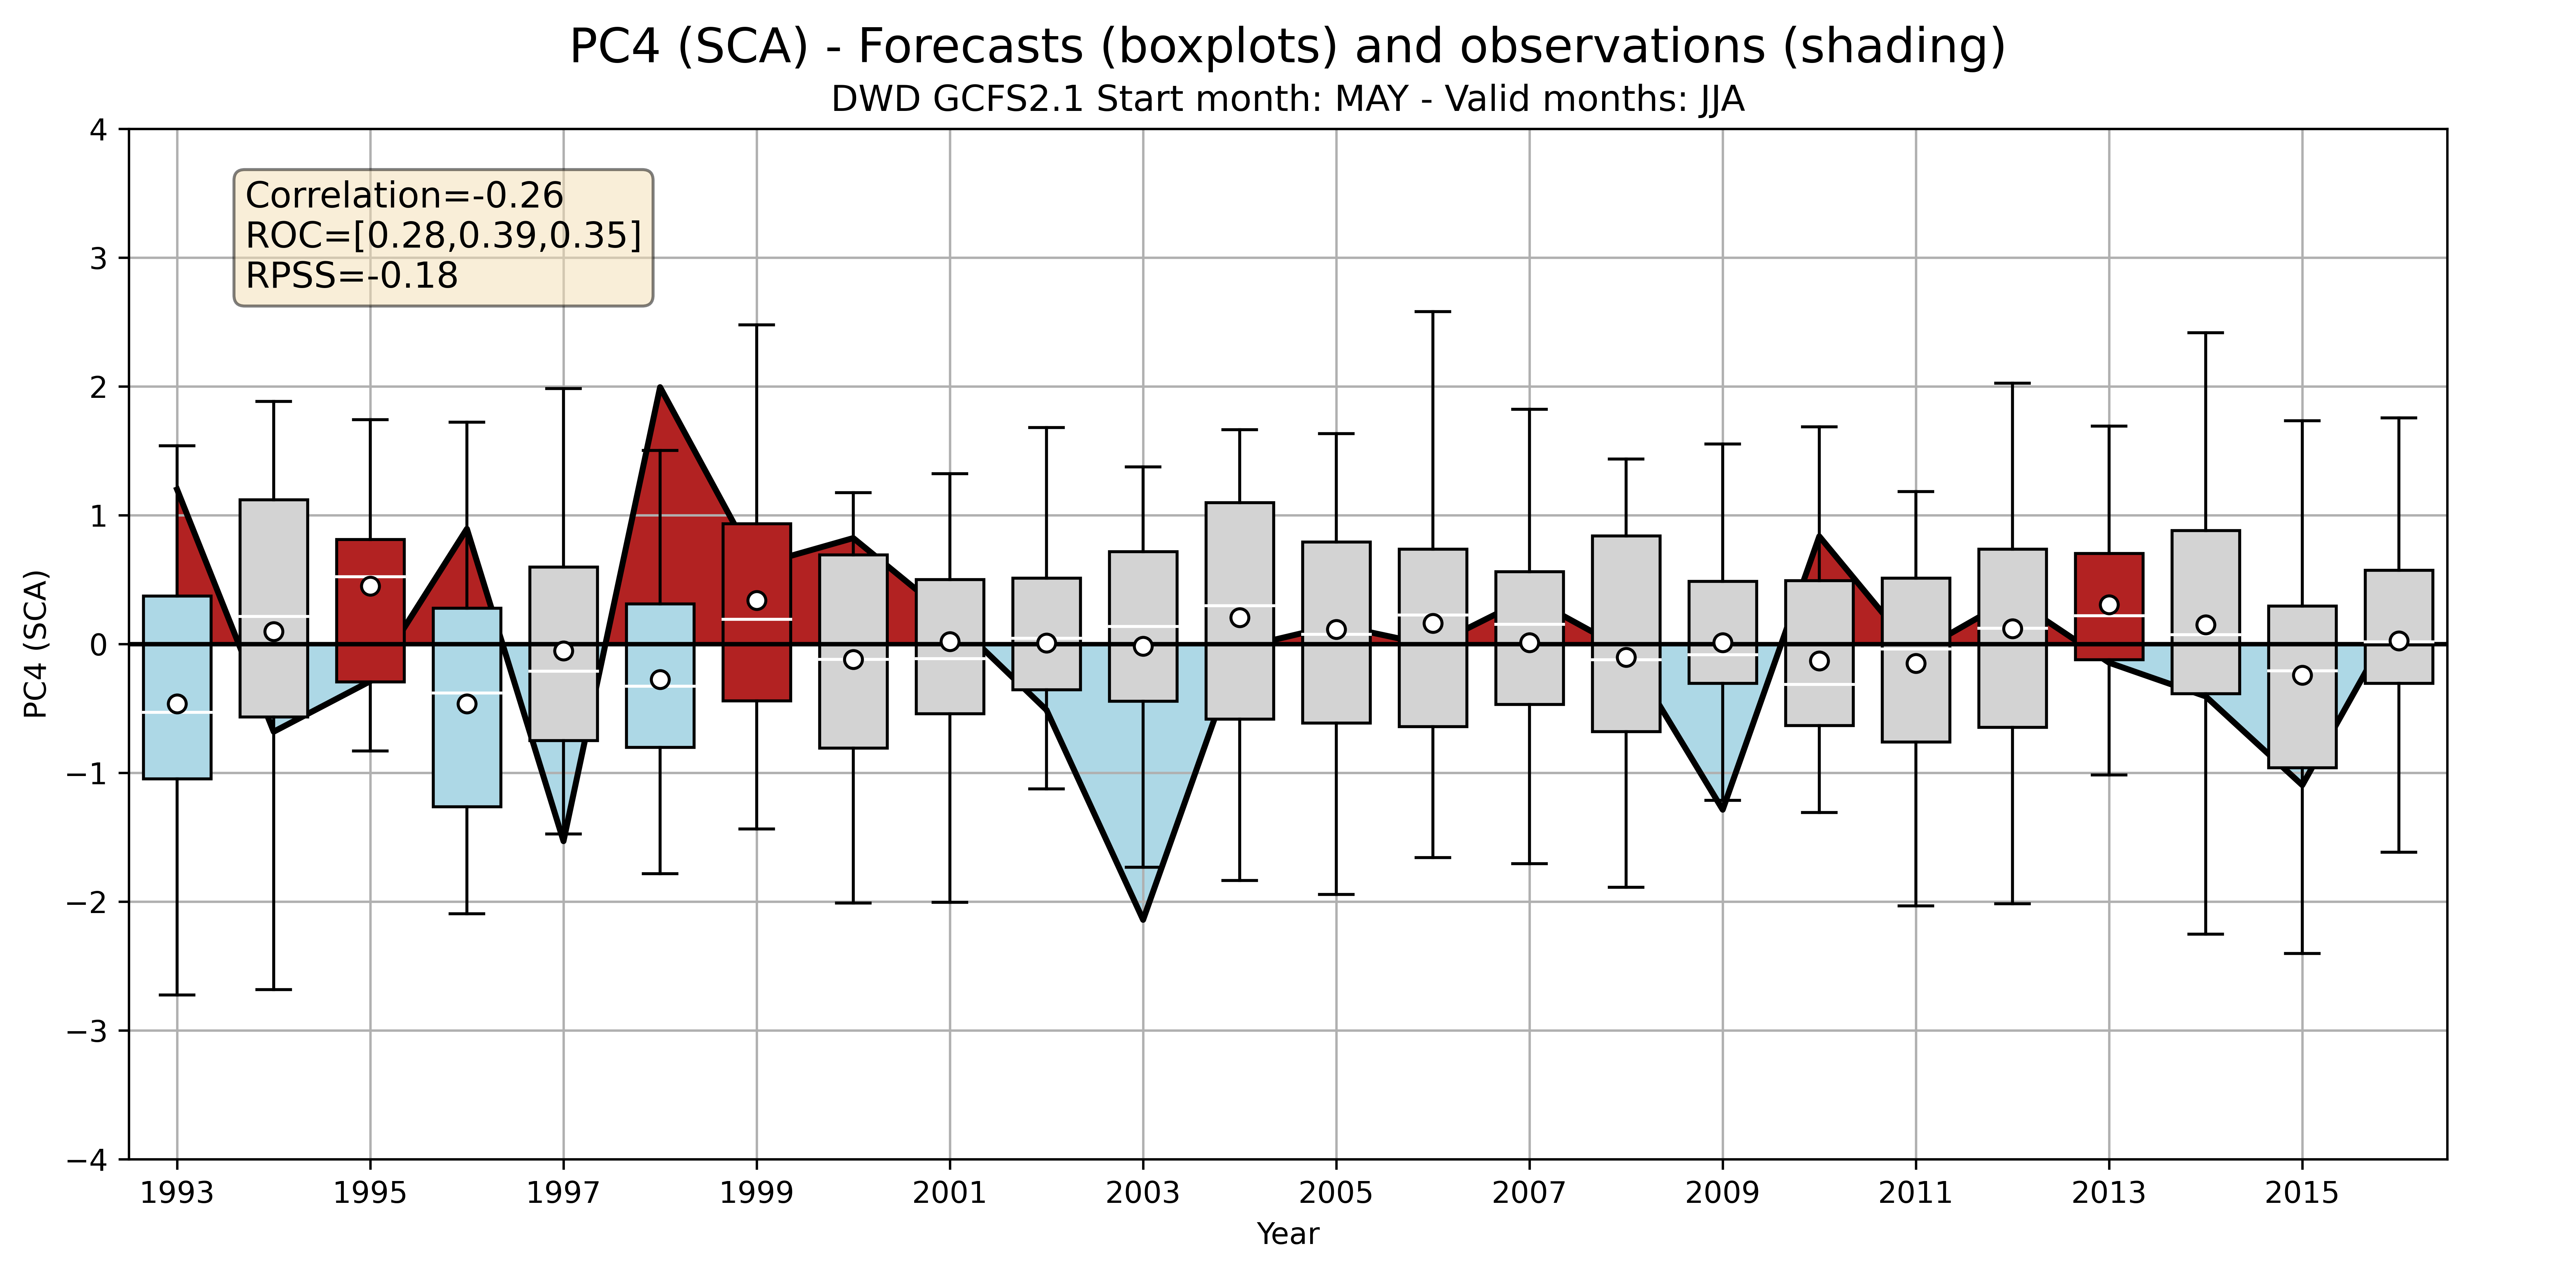 PC4 (SCA) - Forecasts (boxplots) and observations (shading)
DWD GCFS2.1 Start month: MAY - Valid months: JJA
Correlation=-0.26
ROC=[0.28,0.39,0.35]
RPSS=-0.18
PC4 (SCA)
4
3
2
1
0
−1
−2
−3
−4
1993 1995 1997 1999 2001 2003 2005 2007 2009 2011 2013 2015
Year